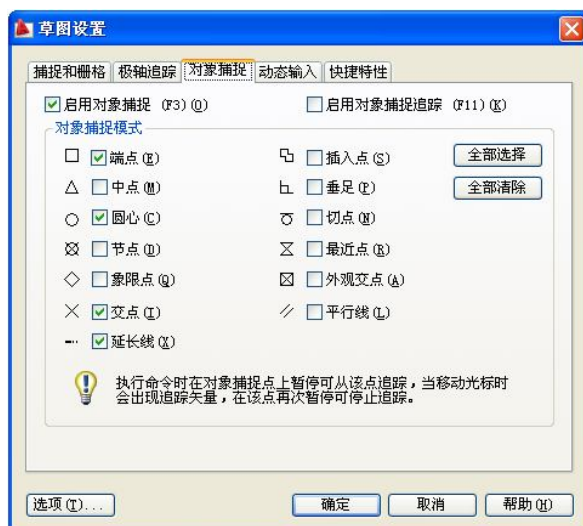 草图设置
捕捉和栅格 极轴追踪 对象捕捉 动态输入 快捷特性
启用对象捕捉 (F3)(O) 启用对象捕捉追踪 (F11)(K)
对象捕捉模式
端点(E) 插入点(S) 全部选择
中点(M) 垂足(P) 全部清除
圆心(C) 切点(N)
节点(D) 最近点(R)
象限点(Q) 外观交点(A)
交点(I) 平行线(L)
延长线(X)
执行命令时在对象捕捉点上暂停可从该点追踪，当移动光标时
会出现追踪矢量，在该点再次暂停可停止追踪。
选项(T)... 确定 取消 帮助(H)